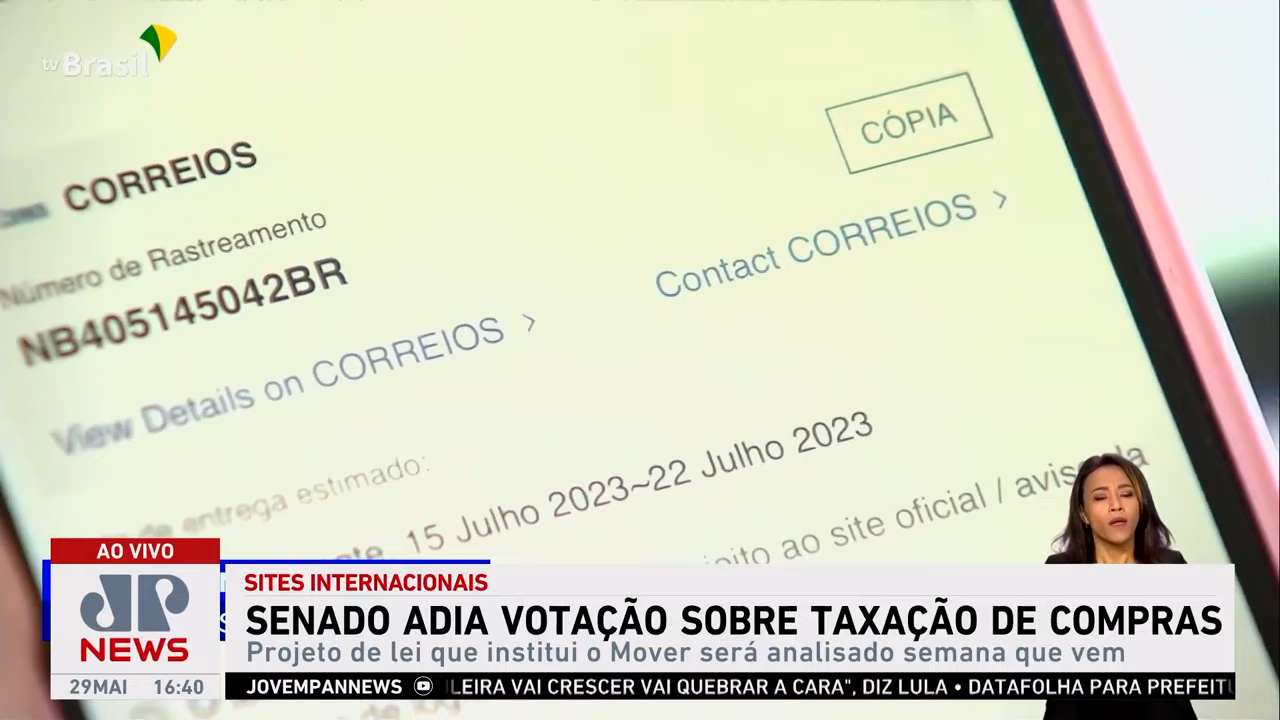 tv Brasil
CÓPIA
CORREIOS
Número de Rastreamento
NB405145042BR
Contact CORREIOS >
View Details on CORREIOS >
de entrega estimado:
15 Julho 2023~22 Julho 2023
ao site oficial / avise
AO VIVO
JP
NEWS
SITES INTERNACIONAIS
SENADO ADIA VOTAÇÃO SOBRE TAXAÇÃO DE COMPRAS
Projeto de lei que institui o Mover será analisado semana que vem
29MAI 16:40
JOVEMPANNEWS
LEIRA VAI CRESCER VAI QUEBRAR A CARA", DIZ LULA • DATAFOLHA PARA PREFEIT